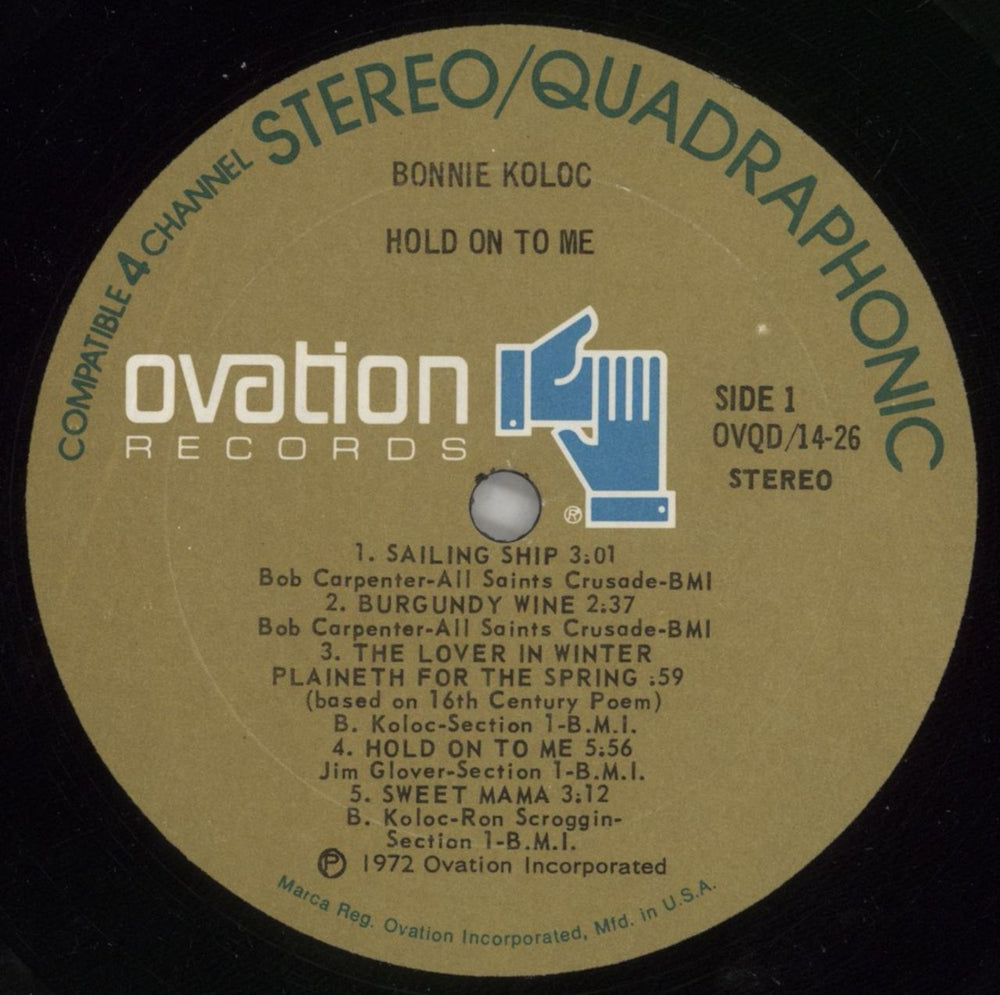 COMPATIBLE 4 CHANNEL STEREO/QUADRAPHONIC
BONNIE KOLOC
HOLD ON TO ME
ovation
RECORDS
®
SIDE 1
OVQD/14-26
STEREO
1. SAILING SHIP 3:01
Bob Carpenter-All Saints Crusade-BMI
2. BURGUNDY WINE 2:37
Bob Carpenter-All Saints Crusade-BMI
3. THE LOVER IN WINTER
PLAINETH FOR THE SPRING :59
(based on 16th Century Poem)
B. Koloc-Section 1-B.M.I.
4. HOLD ON TO ME 5:56
Jim Glover-Section 1-B.M.I.
5. SWEET MAMA 3:12
B. Koloc-Ron Scroggin-
Section 1-B.M.I.
℗ 1972 Ovation Incorporated
Marca Reg. Ovation Incorporated, Mfd. in U.S.A.